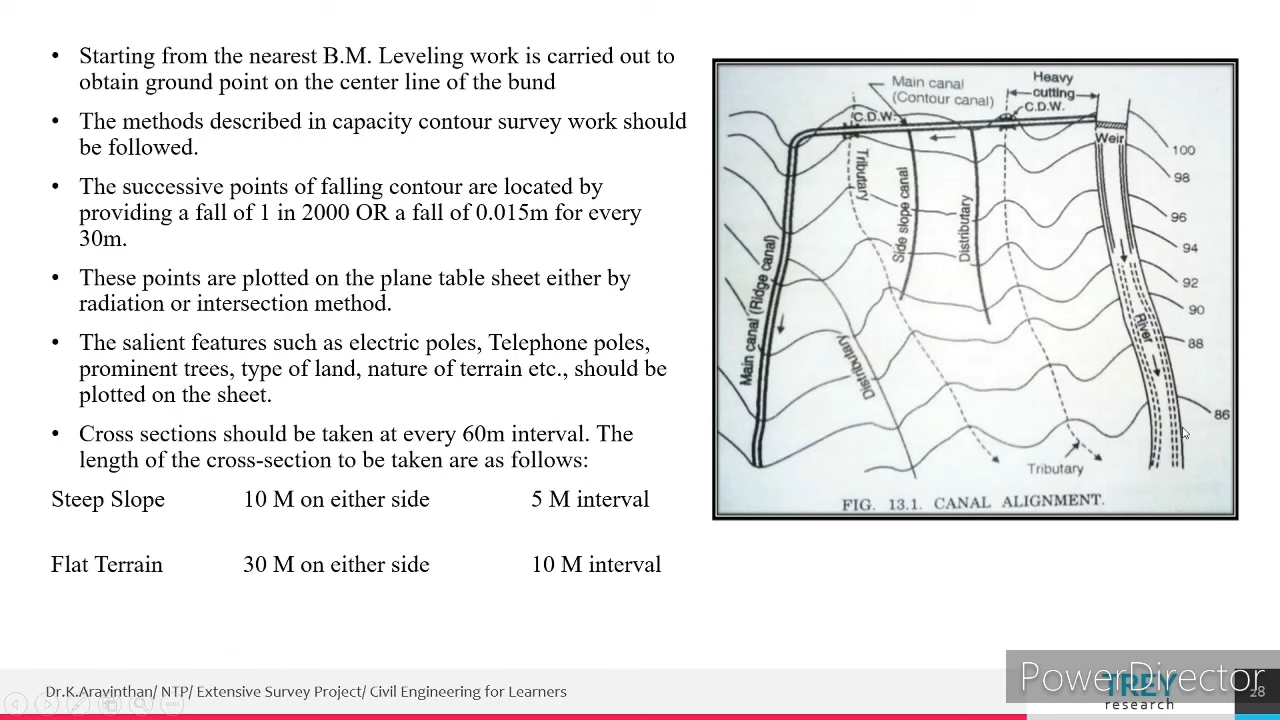 • Starting from the nearest B.M. Leveling work is carried out to
obtain ground point on the center line of the bund
• The methods described in capacity contour survey work should
be followed.
• The successive points of falling contour are located by
providing a fall of 1 in 2000 OR a fall of 0.015m for every
30m.
• These points are plotted on the plane table sheet either by
radiation or intersection method.
• The salient features such as electric poles, Telephone poles,
prominent trees, type of land, nature of terrain etc., should be
plotted on the sheet.
• Cross sections should be taken at every 60m interval. The
length of the cross-section to be taken are as follows:
Steep Slope 10 M on either side 5 M interval
Flat Terrain 30 M on either side 10 M interval
Main canal
(Contour canal)
Heavy
cutting
C.D.W.
C.D.W.
Weir
Tributary
Side slope canal
Distributary
Main canal (Ridge canal)
Distributary
River
Tributary
100
98
96
94
92
90
88
86
FIG. 13.1. CANAL ALIGNMENT.
Dr.K.Aravinthan/ NTP/ Extensive Survey Project/ Civil Engineering for Learners
PowerDirector
TREY
research
28